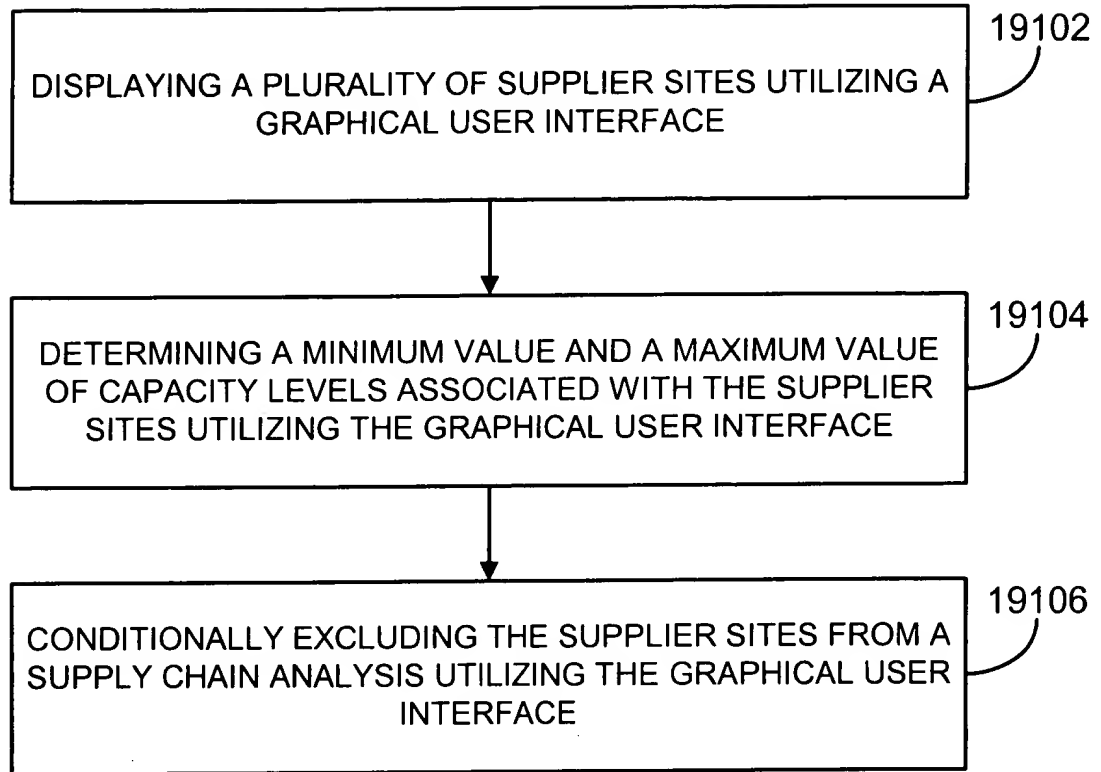 19102
DISPLAYING A PLURALITY OF SUPPLIER SITES UTILIZING A
GRAPHICAL USER INTERFACE
19104
DETERMINING A MINIMUM VALUE AND A MAXIMUM VALUE
OF CAPACITY LEVELS ASSOCIATED WITH THE SUPPLIER
SITES UTILIZING THE GRAPHICAL USER INTERFACE
19106
CONDITIONALLY EXCLUDING THE SUPPLIER SITES FROM A
SUPPLY CHAIN ANALYSIS UTILIZING THE GRAPHICAL USER
INTERFACE